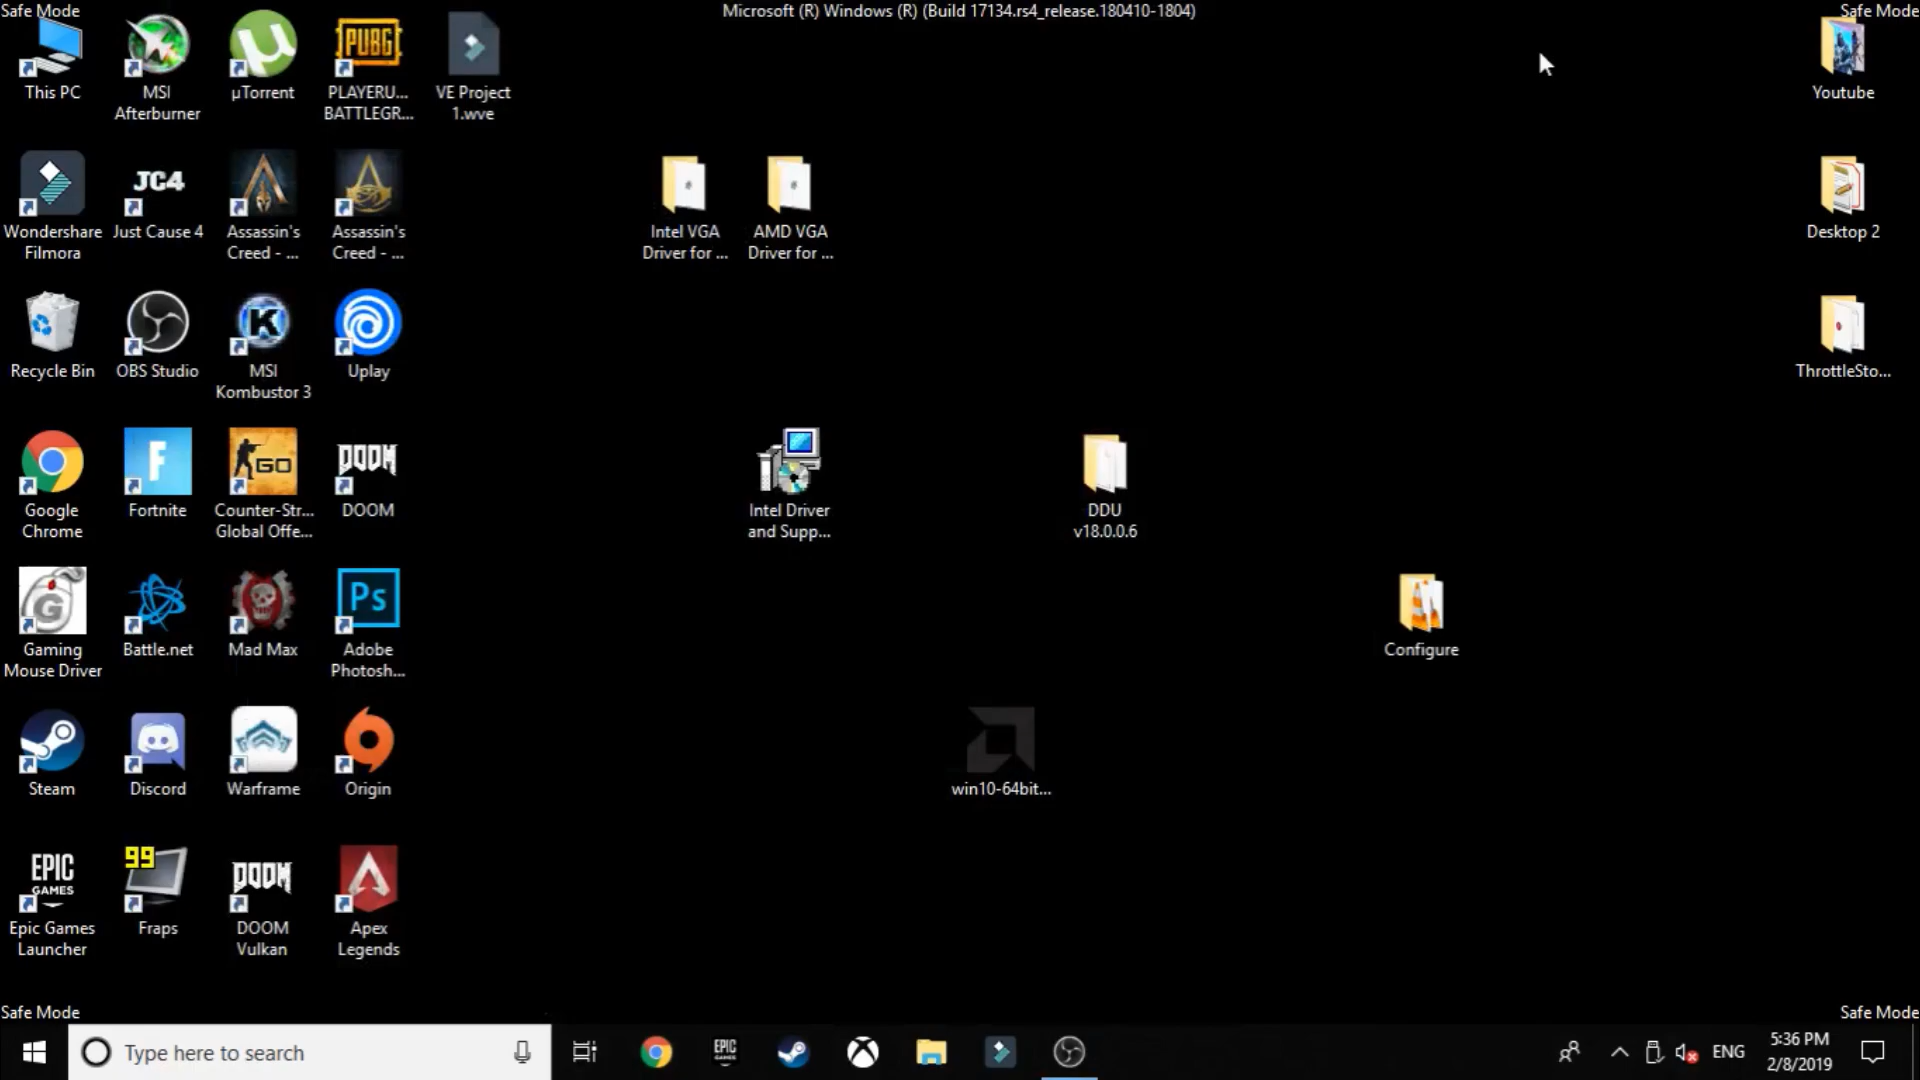 Safe Mode
Microsoft (R) Windows (R) (Build 17134.rs4_release.180410-1804)
Safe Mode
This PC
MSI
Afterburner
µTorrent
PUBG
PLAYERU...
BATTLEGR...
VE Project
1.wve
Youtube
Wondershare
Filmora
JC4
Just Cause 4
Assassin's
Creed - ...
Assassin's
Creed - ...
Intel VGA
Driver for ...
AMD VGA
Driver for ...
Desktop 2
Recycle Bin
OBS Studio
K
MSI
Kombustor 3
Uplay
ThrottleSto...
Google
Chrome
F
Fortnite
GO
Counter-Str...
Global Offe...
DOOM
DOOM
Intel Driver
and Supp...
DDU
v18.0.0.6
G
Gaming
Mouse Driver
Battle.net
Mad Max
Ps
Adobe
Photosh...
Configure
Steam
Discord
Warframe
Origin
win10-64bit...
EPIC
GAMES
Epic Games
Launcher
99
Fraps
DOOM
DOOM
Vulkan
Apex
Legends
Safe Mode
Safe Mode
Type here to search
EPIC
GAMES
ENG
5:36 PM
2/8/2019